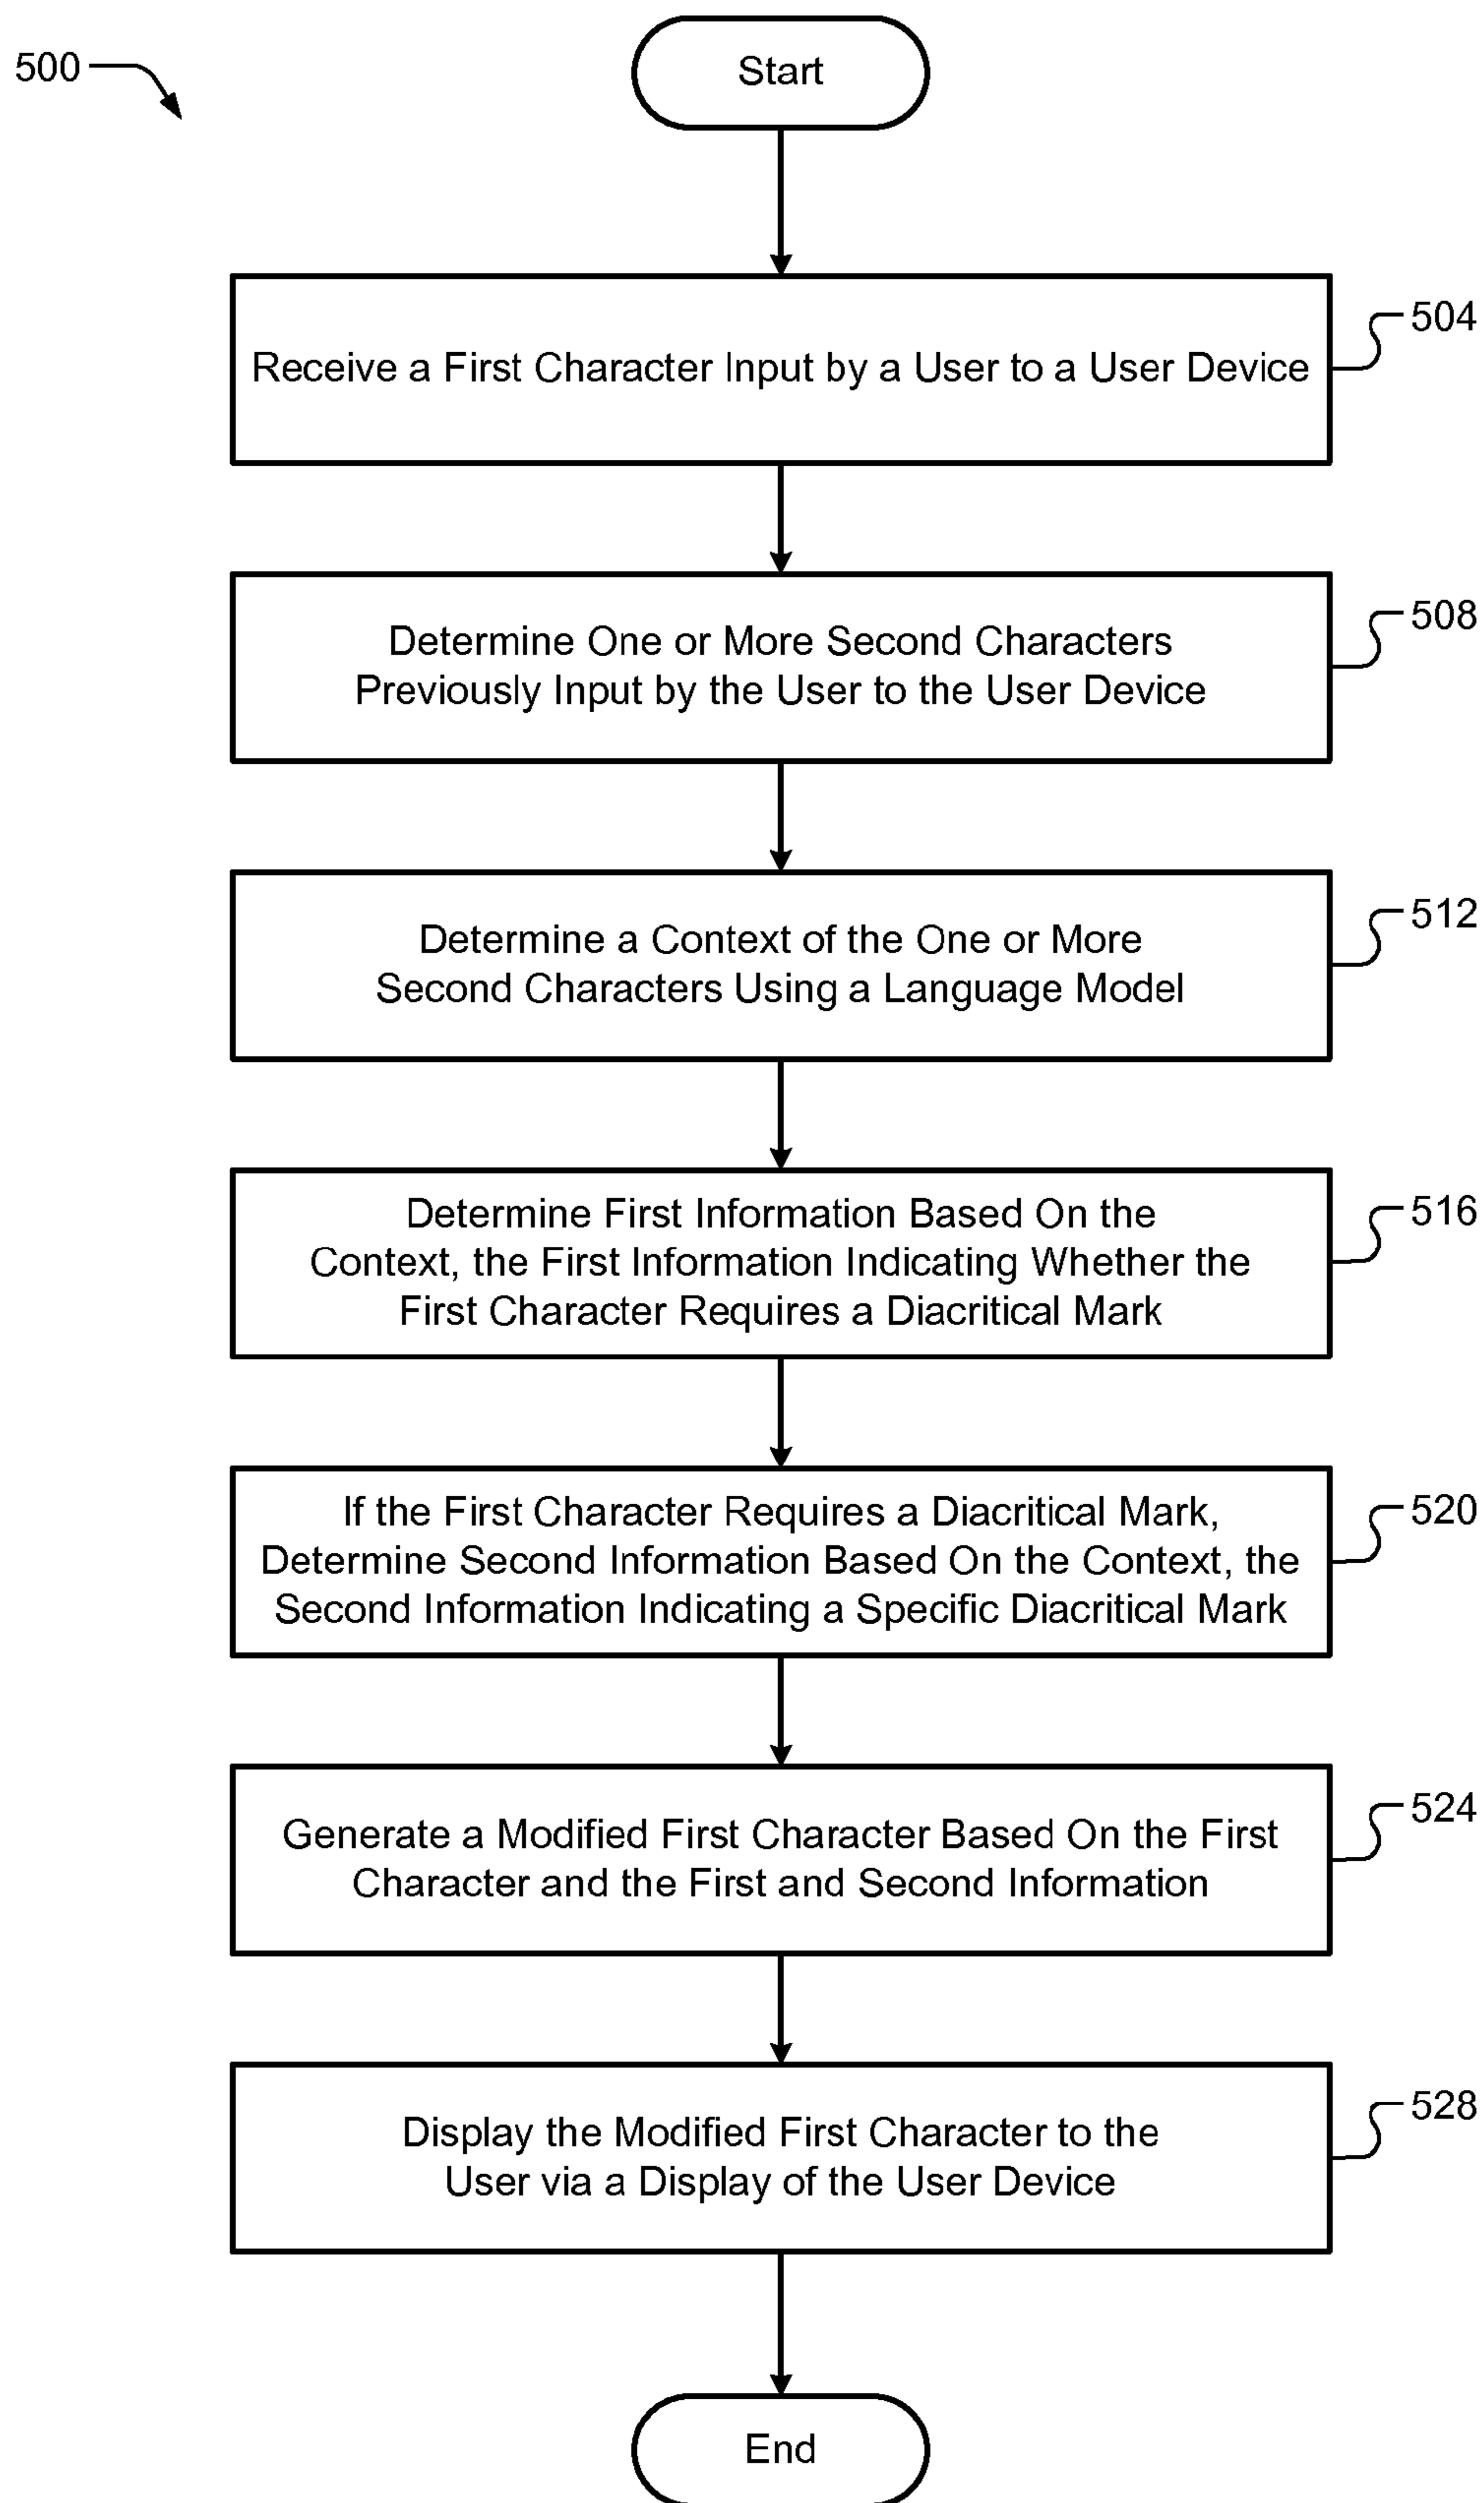 500
Start
Receive a First Character Input by a User to a User Device
504
Determine One or More Second Characters
Previously Input by the User to the User Device
508
Determine a Context of the One or More
Second Characters Using a Language Model
512
Determine First Information Based On the
Context, the First Information Indicating Whether the
First Character Requires a Diacritical Mark
516
If the First Character Requires a Diacritical Mark,
Determine Second Information Based On the Context, the
Second Information Indicating a Specific Diacritical Mark
520
Generate a Modified First Character Based On the First
Character and the First and Second Information
524
Display the Modified First Character to the
User via a Display of the User Device
528
End